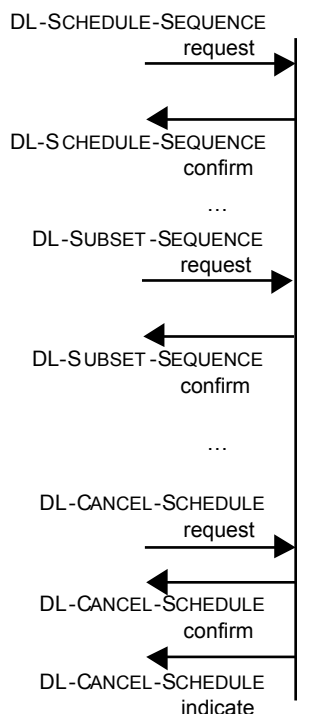 DL-SCHEDULE-SEQUENCE
request
DL-SCHEDULE-SEQUENCE
confirm
...
DL-SUBSET-SEQUENCE
request
DL-SUBSET-SEQUENCE
confirm
...
DL-CANCEL-SCHEDULE
request
DL-CANCEL-SCHEDULE
confirm
DL-CANCEL-SCHEDULE
indicate